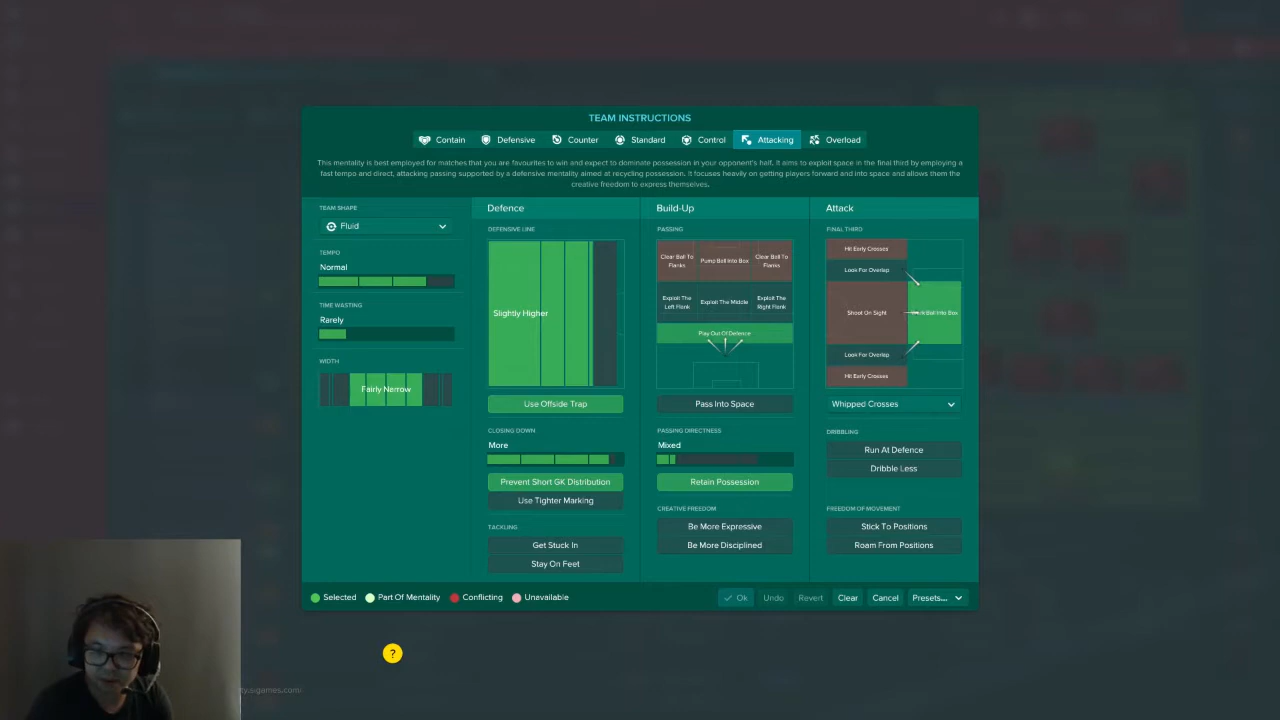 TEAM INSTRUCTIONS
Contain Defensive Counter Standard Control Attacking Overload
This mentality is best employed for matches that you are favourites to win and expect to dominate possession in your opponent's half. It aims to exploit space in the final third by employing a
fast tempo and direct, attacking passing supported by a defensive mentality aimed at recycling possession. It focuses heavily on getting players forward and into space and allows them the
creative freedom to express themselves.
TEAM SHAPE
Fluid
TEMPO
Normal
TIME WASTING
Rarely
WIDTH
Fairly Narrow
Defence
DEFENSIVE LINE
Slightly Higher
Use Offside Trap
CLOSING DOWN
More
Prevent Short GK Distribution
Use Tighter Marking
TACKLING
Get Stuck In
Stay On Feet
Build-Up
PASSING
Clear Ball To
Flanks
Pump Ball Into Box
Clear Ball To
Flanks
Exploit The
Left Flank
Exploit The Middle
Exploit The
Right Flank
Play Out Of Defence
Pass Into Space
PASSING DIRECTNESS
Mixed
Retain Possession
CREATIVE FREEDOM
Be More Expressive
Be More Disciplined
Attack
FINAL THIRD
Hit Early Crosses
Look For Overlap
Shoot On Sight
Ball Into Box
Look For Overlap
Hit Early Crosses
Whipped Crosses
DRIBBLING
Run At Defence
Dribble Less
FREEDOM OF MOVEMENT
Stick To Positions
Roam From Positions
Selected Part Of Mentality Conflicting Unavailable
Ok Undo Revert Clear Cancel Presets...
?